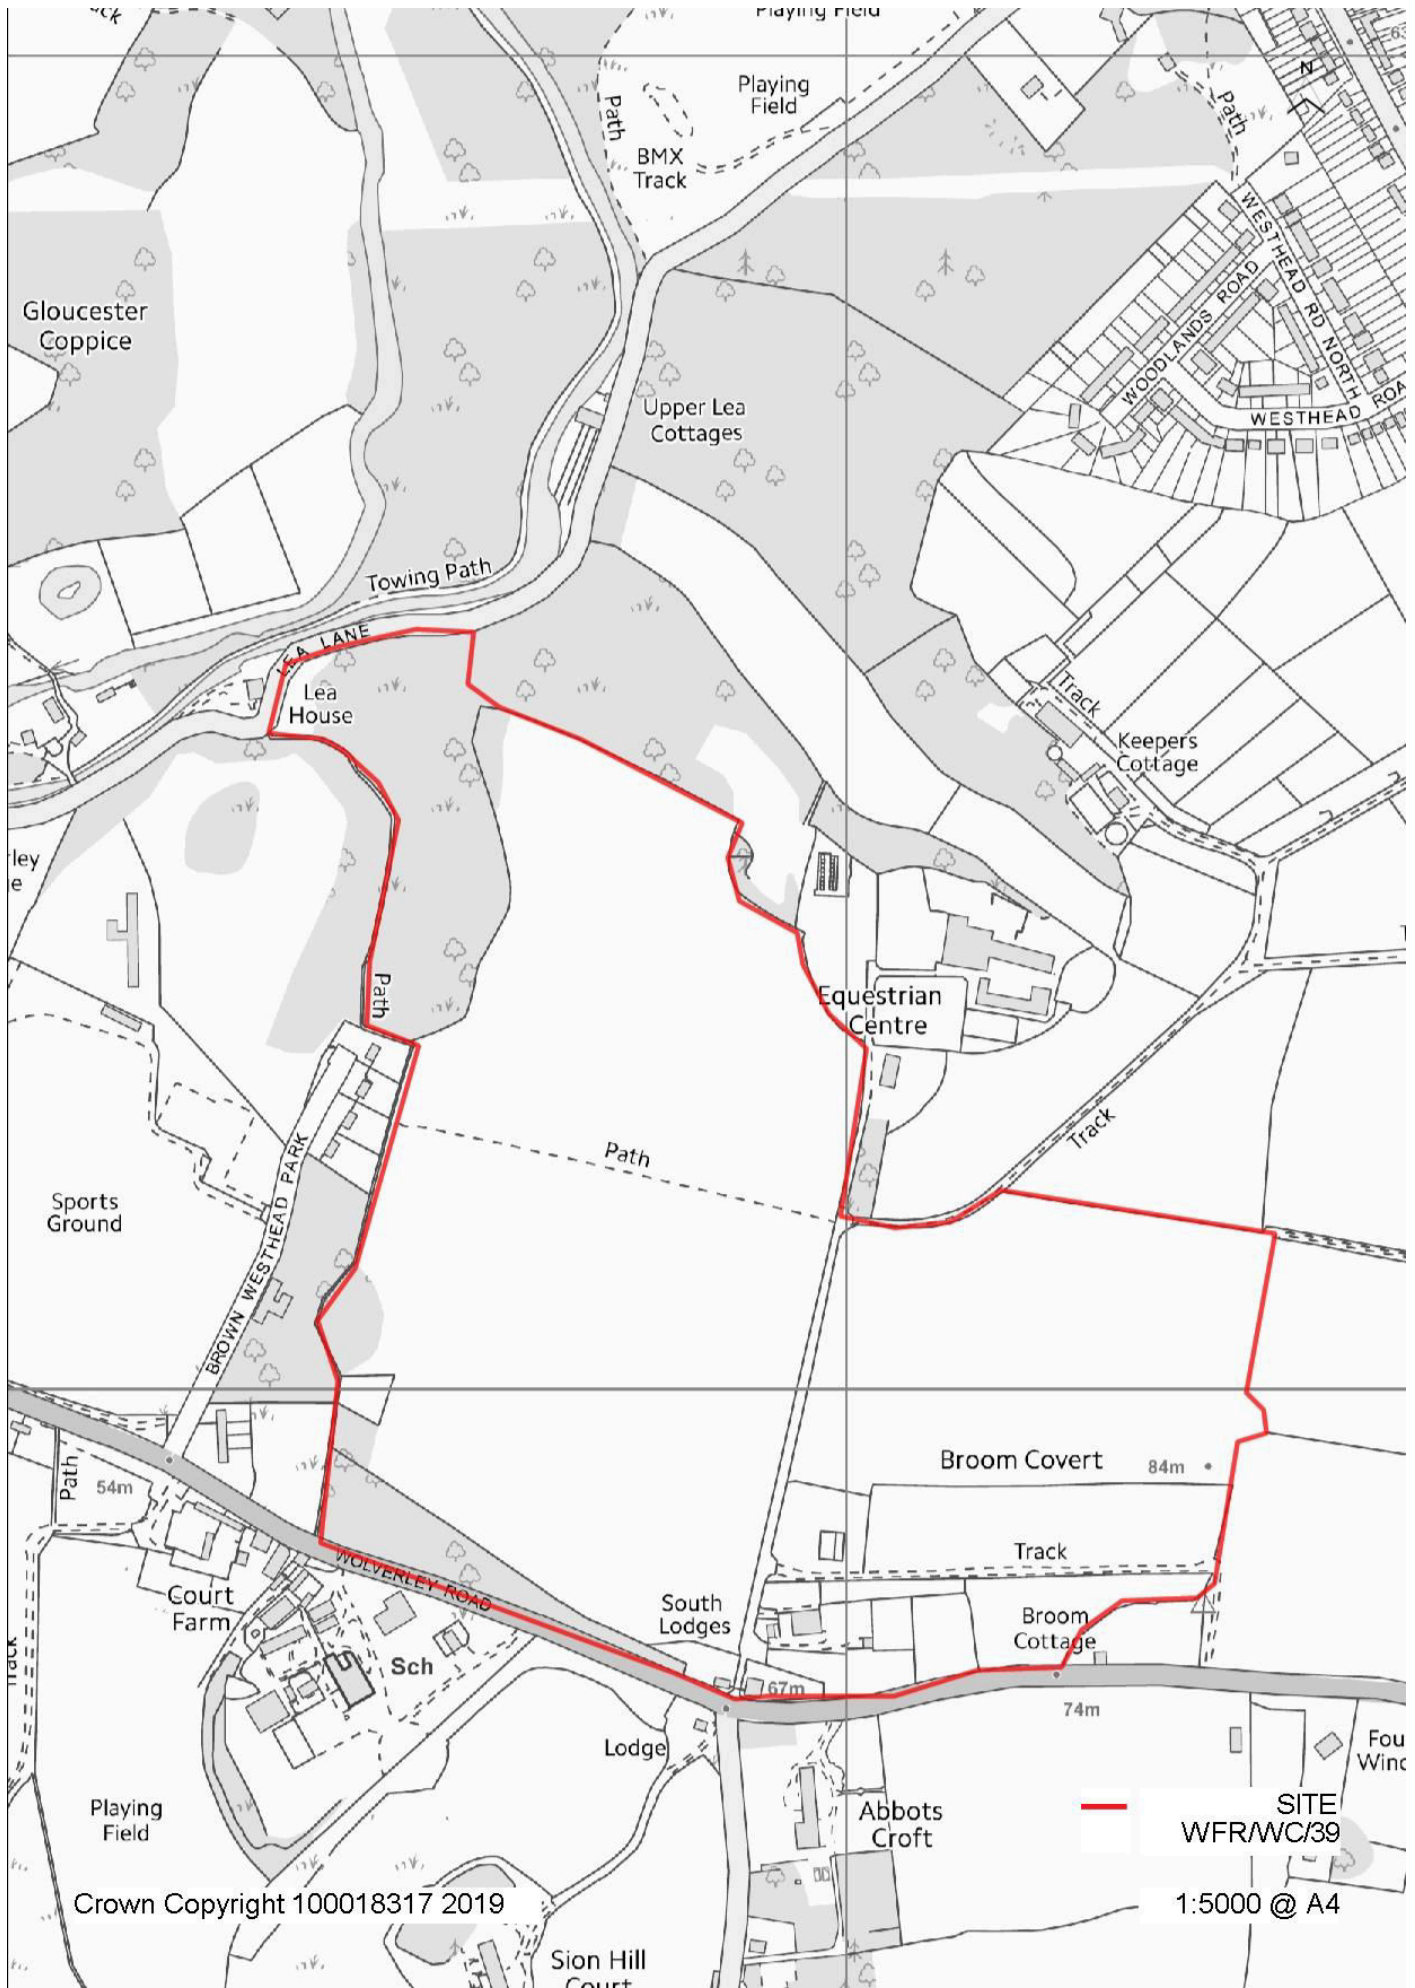 Playing Field
Playing
Field
Path
BMX
Track
N
Path
WESTHEAD RD NORTH
WOODLANDS ROAD
WESTHEAD ROA
Gloucester
Coppice
Upper Lea
Cottages
Towing Path
LEA LANE
Lea
House
Track
Keepers
Cottage
Path
Equestrian
Centre
Track
Path
Sports
Ground
BROWN WESTHEAD PARK
Broom Covert
84m
Path
54m
Track
WOLVERLEY ROAD
Court
Farm
South
Lodges
Broom
Cottage
Sch
67m
74m
Lodge
Fou
Wind
Playing
Field
Abbots
Croft
SITE
WFR/WC/39
Crown Copyright 100018317 2019
1:5000 @ A4
Sion Hill
Court